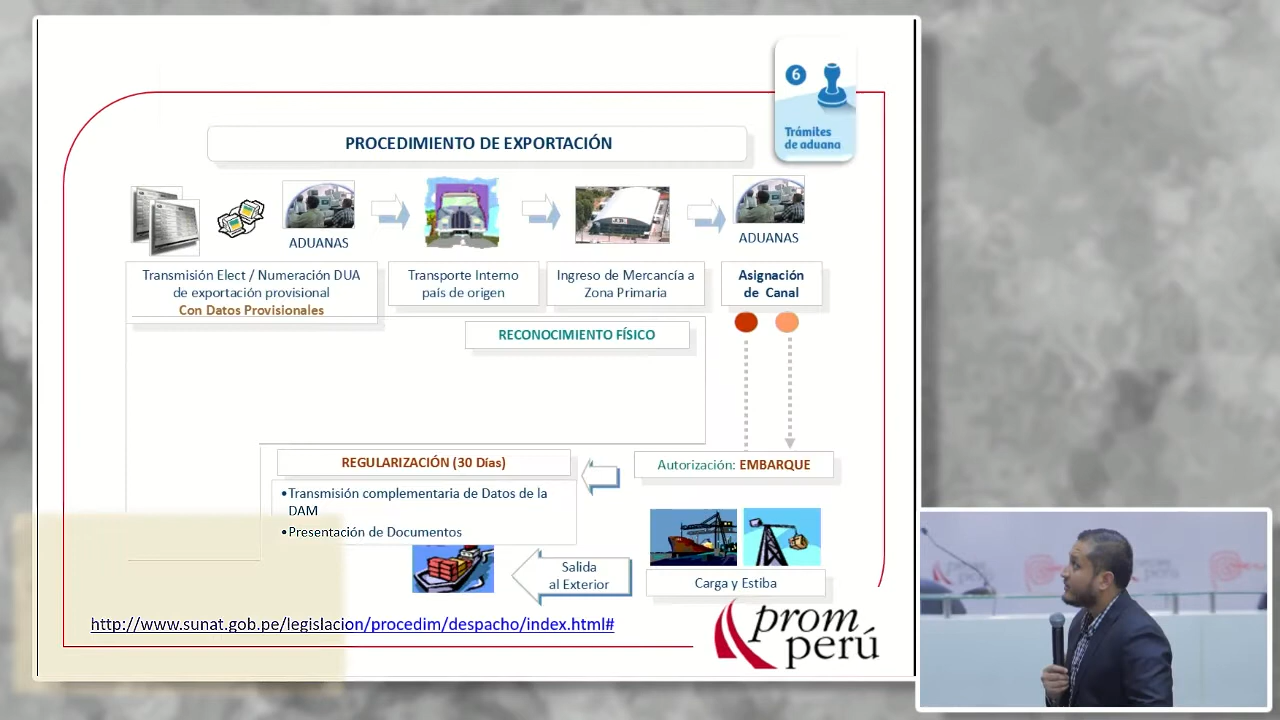 6
Trámites
de aduana
PROCEDIMIENTO DE EXPORTACIÓN
ADUANAS
ADUANAS
Transmisión Elect / Numeración DUA
de exportación provisional
Con Datos Provisionales
Transporte Interno
país de origen
Ingreso de Mercancía a
Zona Primaria
Asignación
de Canal
RECONOCIMIENTO FÍSICO
REGULARIZACIÓN (30 Días)
•Transmisión complementaria de Datos de la
DAM
•Presentación de Documentos
Autorización: EMBARQUE
Salida
al Exterior
Carga y Estiba
http://www.sunat.gob.pe/legislacion/procedim/despacho/index.html#
prom
perú